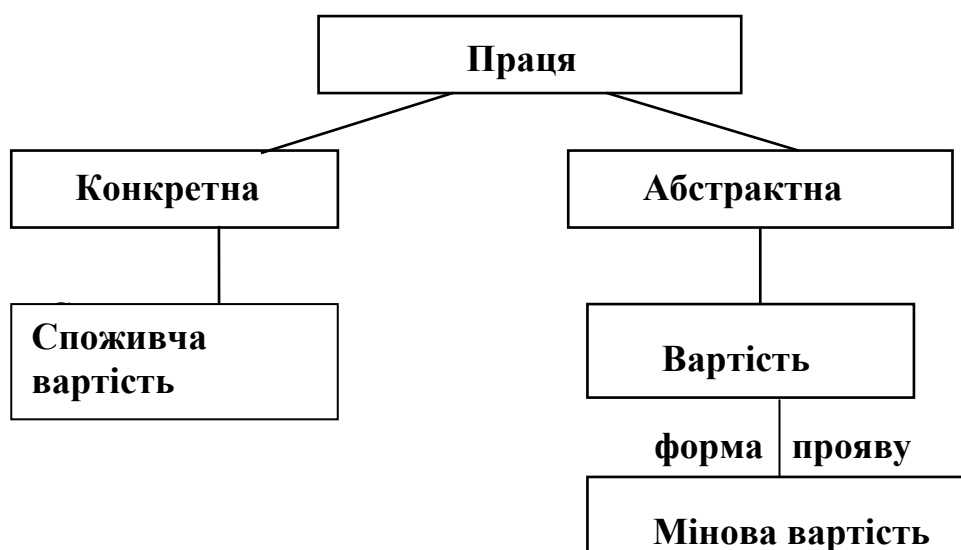 Праця
Конкретна
Абстрактна
Споживча
вартість
Вартість
форма прояву
Мінова вартість